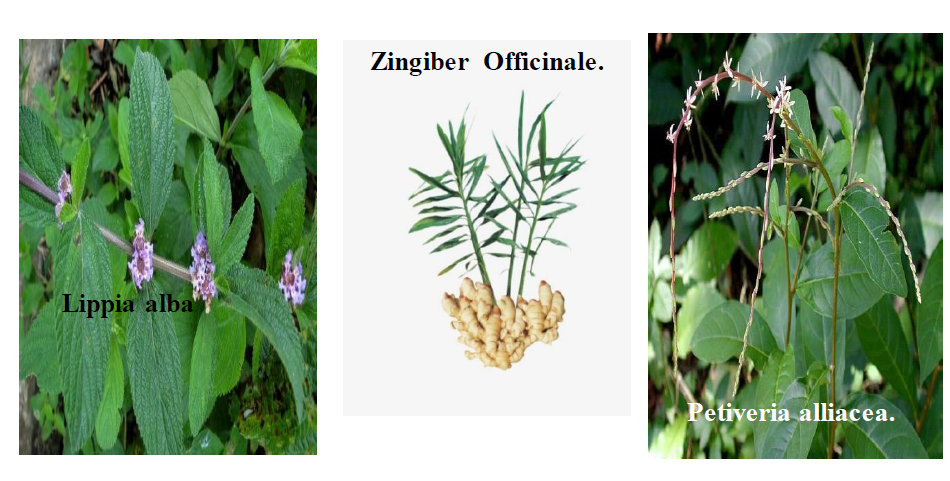 Lippia alba
Zingiber Officinale.
Petiveria alliacea.